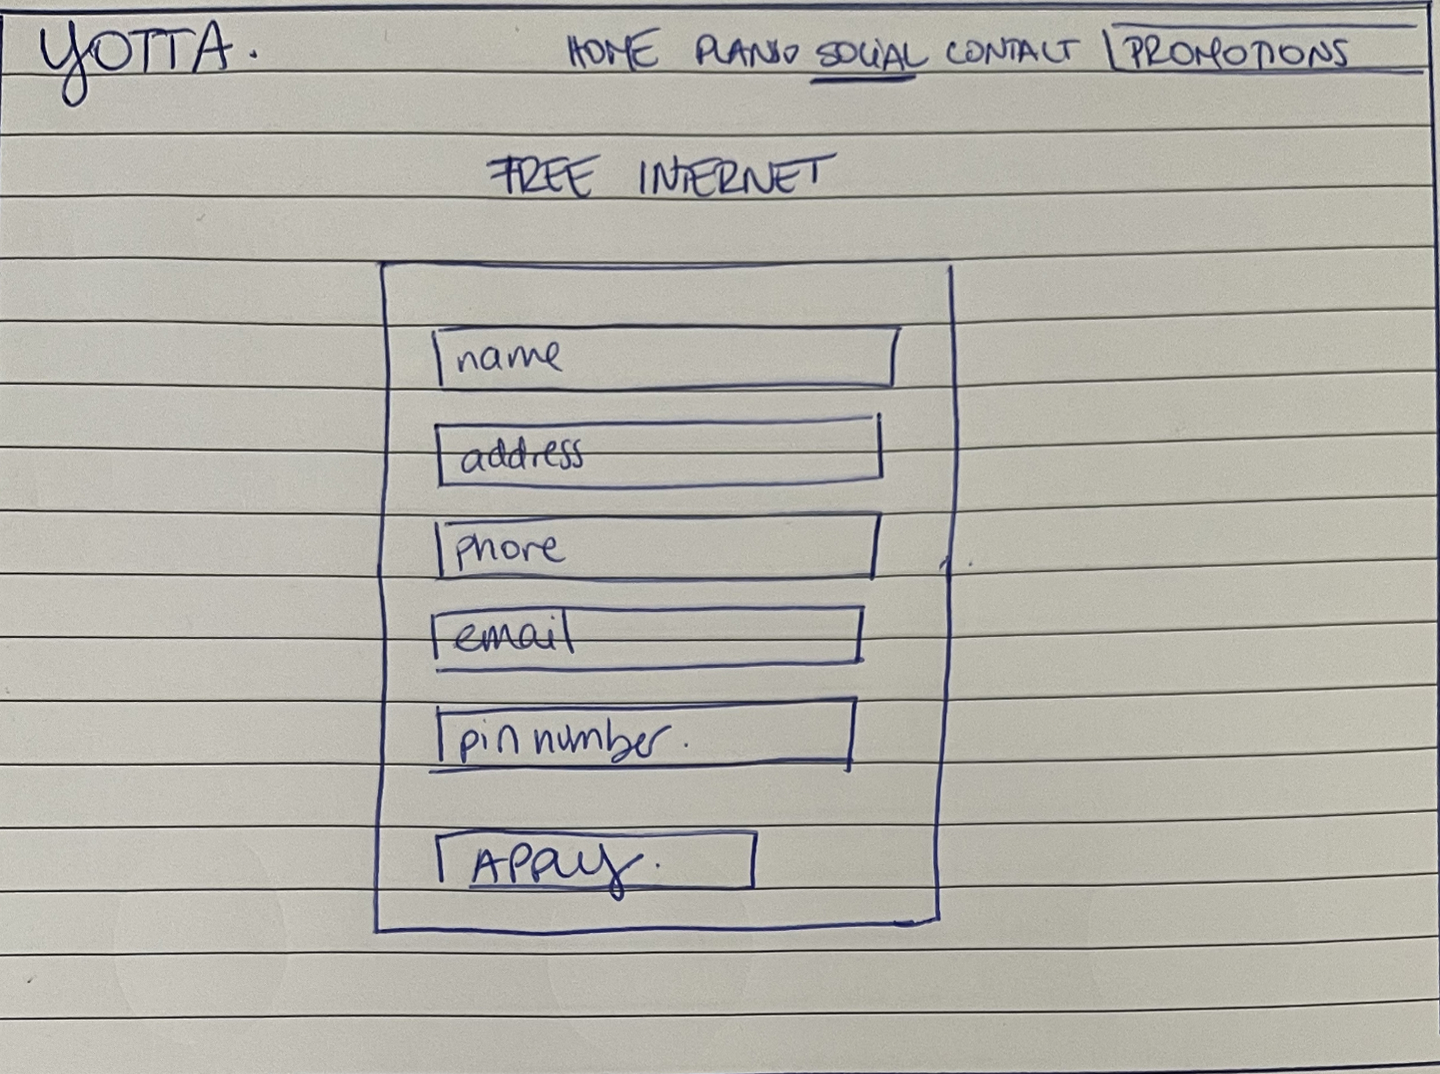 YOTTA. HOME PLANS SOCIAL CONTACT PROMOTIONS
FREE INTERNET
name
address
phone
email
pin number.
APPLY.